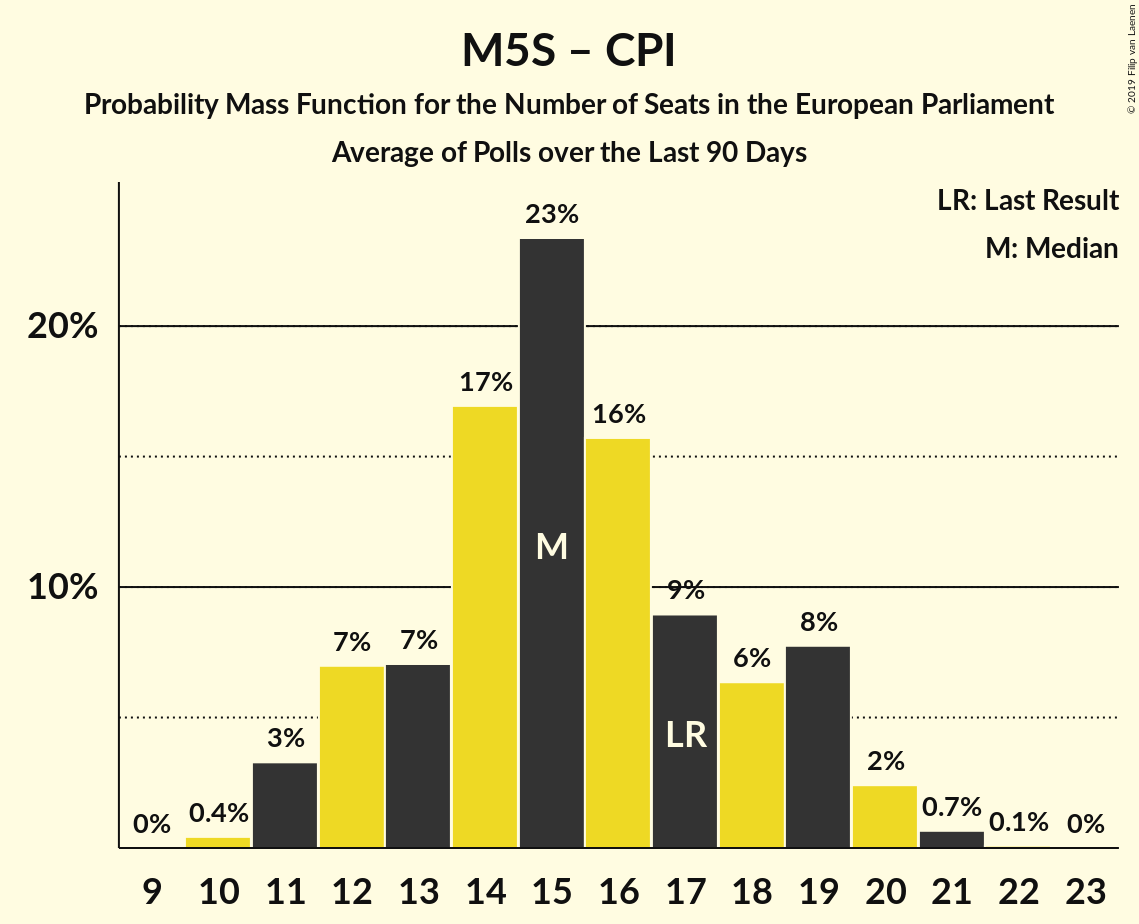 M5S – CPI
Probability Mass Function for the Number of Seats in the European Parliament
Average of Polls over the Last 90 Days
© 2019 Filip van Laenen
LR: Last Result
M: Median
20%
10%
0%
0.4%
3%
7%
7%
17%
23%
16%
9%
6%
8%
2%
0.7%
0.1%
0%
M
LR
9 10 11 12 13 14 15 16 17 18 19 20 21 22 23